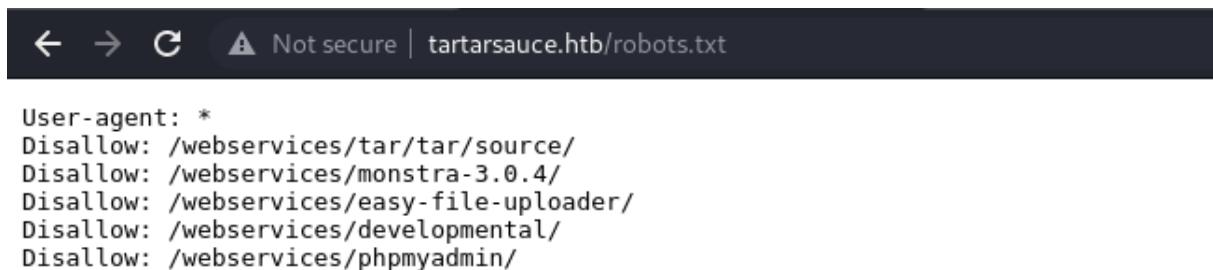 Not secure | tartarsauce.htb/robots.txt
User-agent: *
Disallow: /webservices/tar/tar/source/
Disallow: /webservices/monstra-3.0.4/
Disallow: /webservices/easy-file-uploader/
Disallow: /webservices/developmental/
Disallow: /webservices/phpmyadmin/